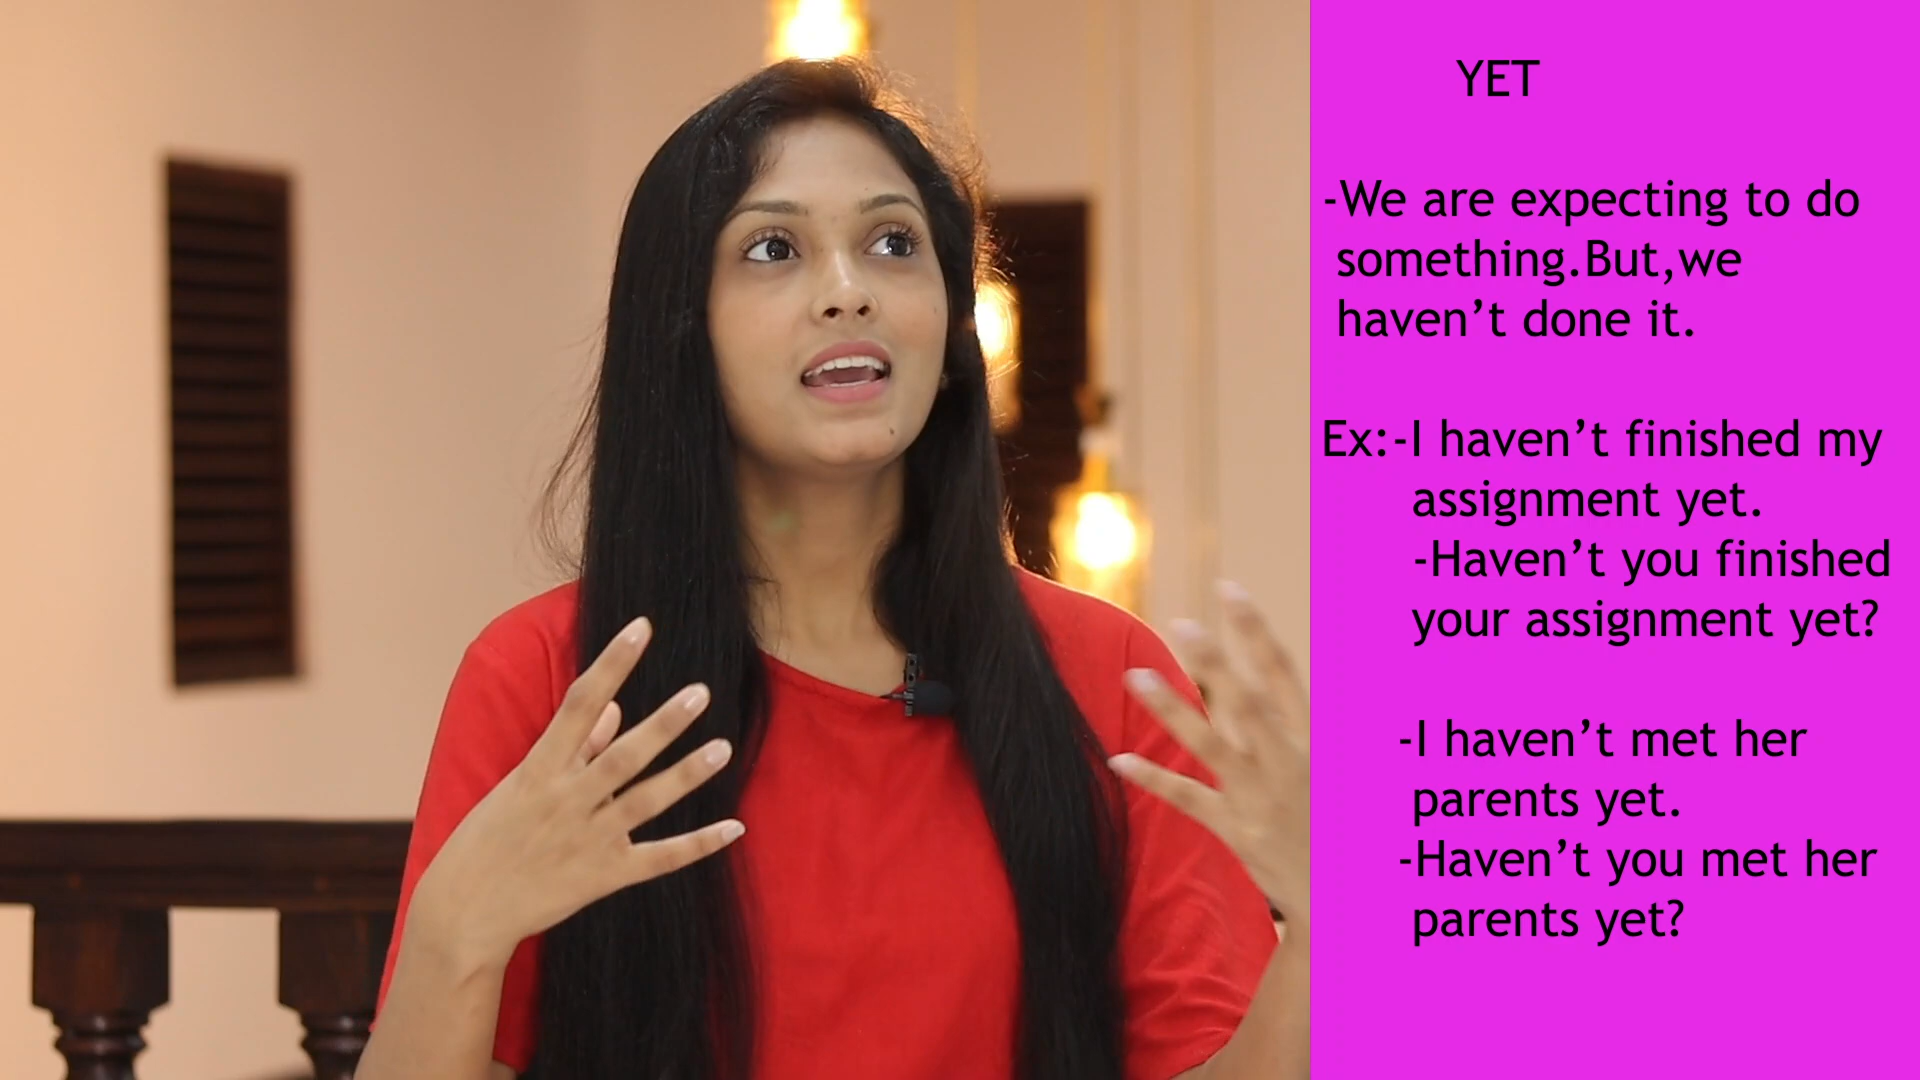 YET
-We are expecting to do
something.But,we
haven’t done it.
Ex:-I haven’t finished my
assignment yet.
-Haven’t you finished
your assignment yet?
-I haven’t met her
parents yet.
-Haven’t you met her
parents yet?